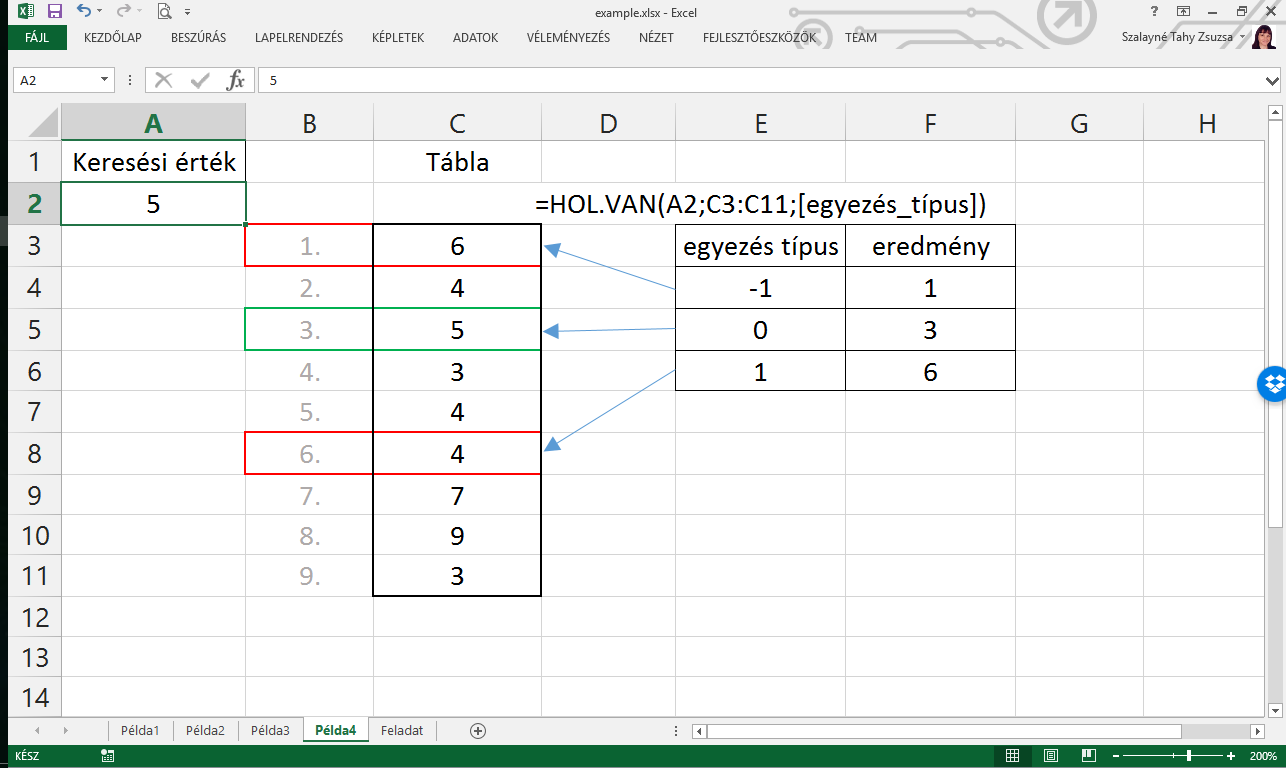 example.xlsx - Excel
?
FÁJL KEZDŐLAP BESZÚRÁS LAPELRENDEZÉS KÉPLETEK ADATOK VÉLEMÉNYEZÉS NÉZET FEJLESZTŐESZKÖZÖK TEAM Szalayné Tahy Zsuzsa
A2 fx 5
A B C D E F G H
1 Keresési érték Tábla
2 5 =HOL.VAN(A2;C3:C11;[egyezés_típus])
3 1. 6 egyezés típus eredmény
4 2. 4 -1 1
5 3. 5 0 3
6 4. 3 1 6
7 5. 4
8 6. 4
9 7. 7
10 8. 9
11 9. 3
12
13
14
Példa1 Példa2 Példa3 Példa4 Feladat
KÉSZ 200%